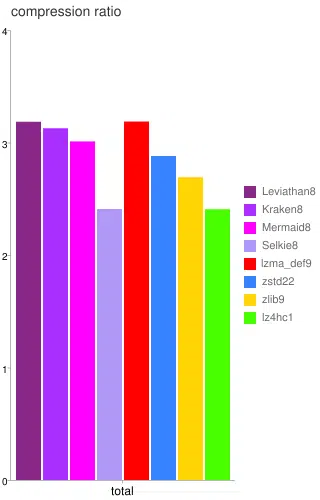 compression ratio
4
3
2
1
0
total
Leviathan8
Kraken8
Mermaid8
Selkie8
lzma_def9
zstd22
zlib9
lz4hc1